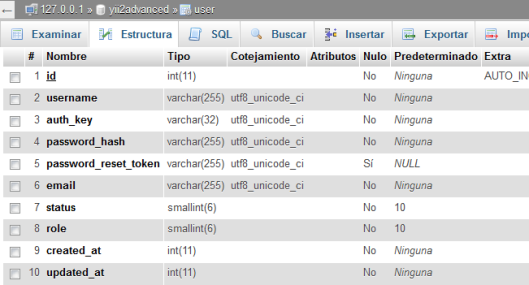 127.0.0.1 » yii2advanced » user
Examinar Estructura SQL Buscar Insertar Exportar
# Nombre Tipo Cotejamiento Atributos Nulo Predeterminado Extra
1 id int(11) No Ninguna
2 username varchar(255) utf8_unicode_ci No Ninguna
3 auth_key varchar(32) utf8_unicode_ci No Ninguna
4 password_hash varchar(255) utf8_unicode_ci No Ninguna
5 password_reset_token varchar(255) utf8_unicode_ci Sí NULL
6 email varchar(255) utf8_unicode_ci No Ninguna
7 status smallint(6) No 10
8 role smallint(6) No 10
9 created_at int(11) No Ninguna
10 updated_at int(11) No Ninguna